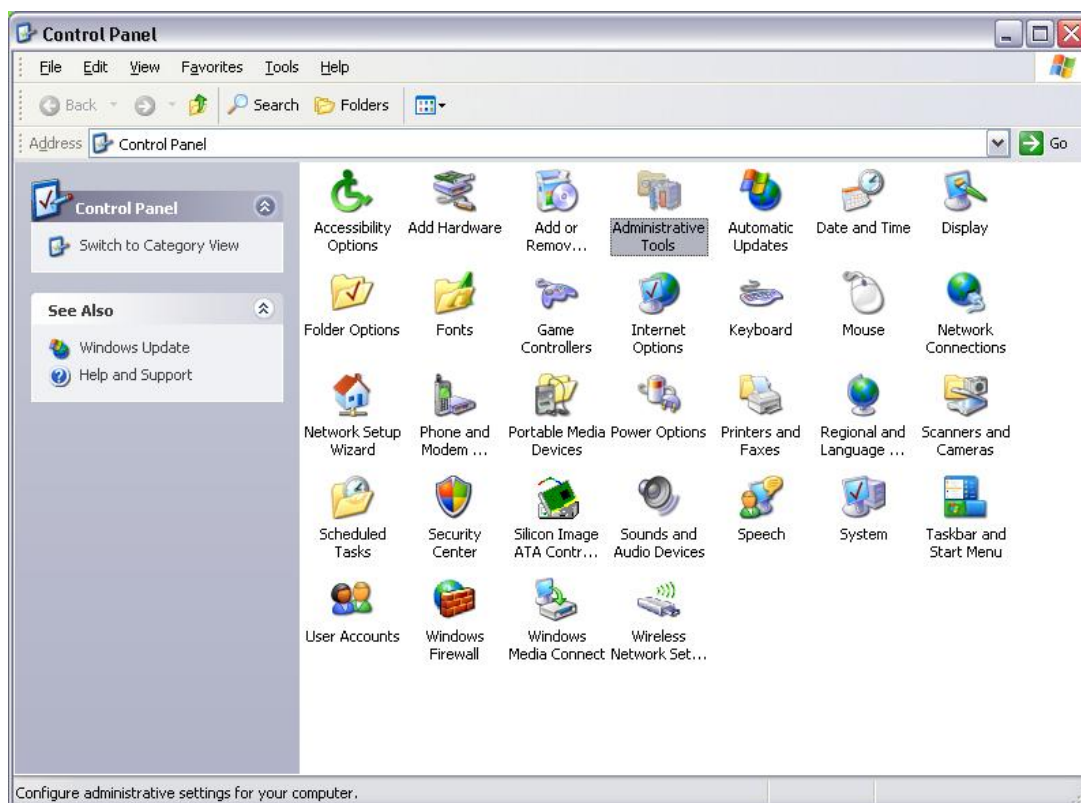 Control Panel
File Edit View Favorites Tools Help
Back Search Folders
Address Control Panel Go
Control Panel
Switch to Category View
See Also
Windows Update
Help and Support
Accessibility Options
Add Hardware
Add or Remov...
Administrative Tools
Automatic Updates
Date and Time
Display
Folder Options
Fonts
Game Controllers
Internet Options
Keyboard
Mouse
Network Connections
Network Setup Wizard
Phone and Modem ...
Portable Media Devices
Power Options
Printers and Faxes
Regional and Language ...
Scanners and Cameras
Scheduled Tasks
Security Center
Silicon Image ATA Contr...
Sounds and Audio Devices
Speech
System
Taskbar and Start Menu
User Accounts
Windows Firewall
Windows Media Connect
Wireless Network Set...
Configure administrative settings for your computer.